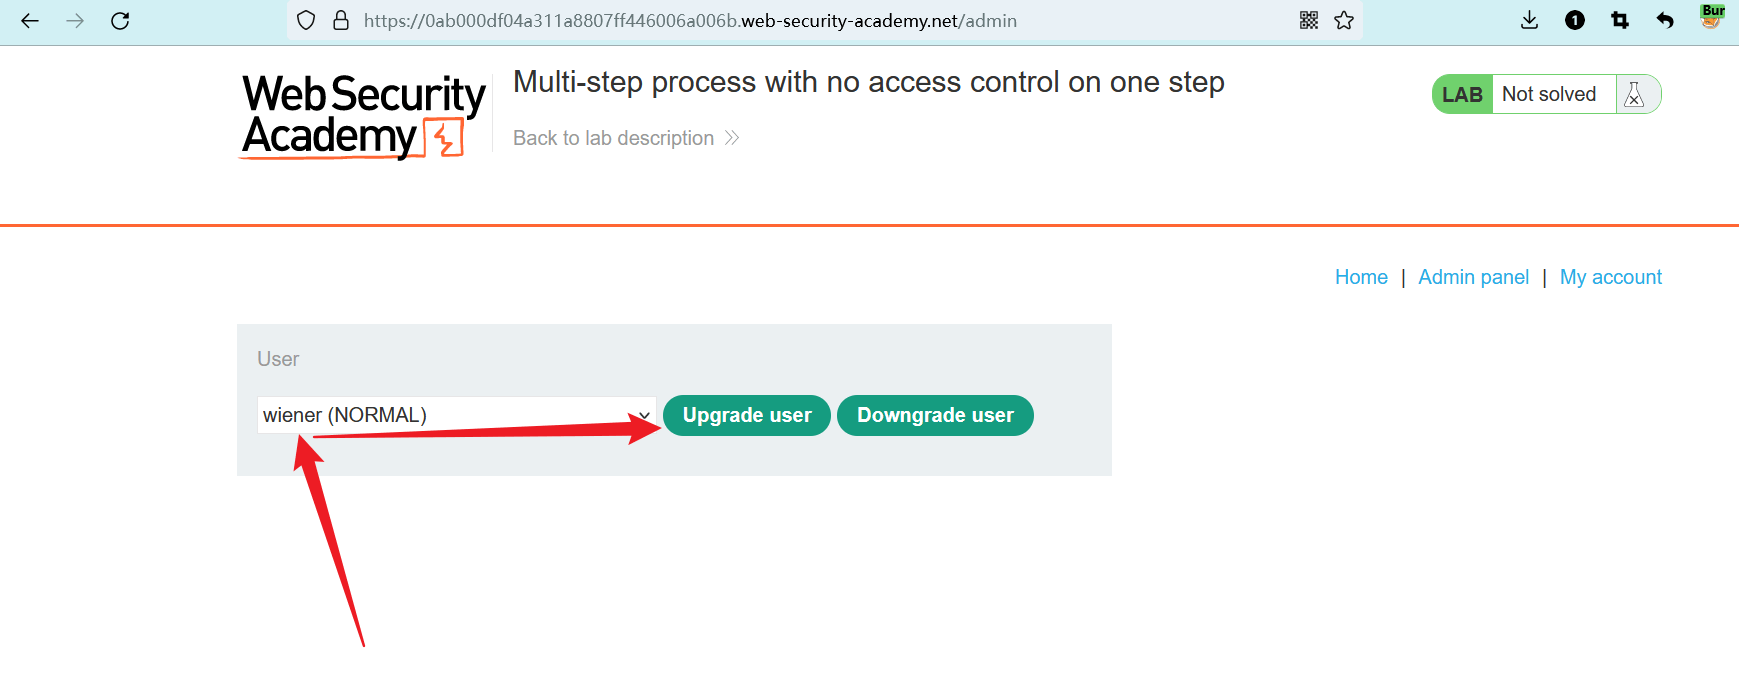 https://0ab000df04a311a8807ff446006a006b.web-security-academy.net/admin
1
Bur
Web Security
Academy
Multi-step process with no access control on one step
Back to lab description
LAB Not solved
Home | Admin panel | My account
User
wiener (NORMAL)
Upgrade user
Downgrade user